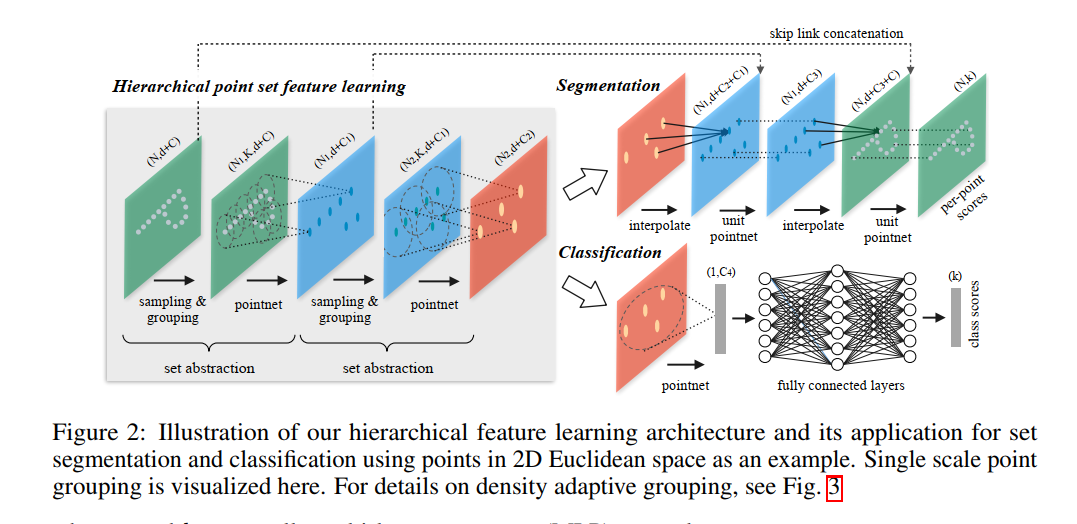 skip link concatenation
Hierarchical point set feature learning
Segmentation
(N,d+C)
(N1,K,d+C)
(N1,d+C1)
(N2,K,d+C1)
(N2,d+C2)
(N1,d+C2+C1)
(N1,d+C3)
(N,d+C3+C)
(N,k)
per-point
scores
interpolate
unit
pointnet
interpolate
unit
pointnet
sampling &
grouping
pointnet
sampling &
grouping
pointnet
set abstraction
set abstraction
Classification
(1,C4)
(k)
class scores
pointnet
fully connected layers
Figure 2: Illustration of our hierarchical feature learning architecture and its application for set
segmentation and classification using points in 2D Euclidean space as an example. Single scale point
grouping is visualized here. For details on density adaptive grouping, see Fig. 3